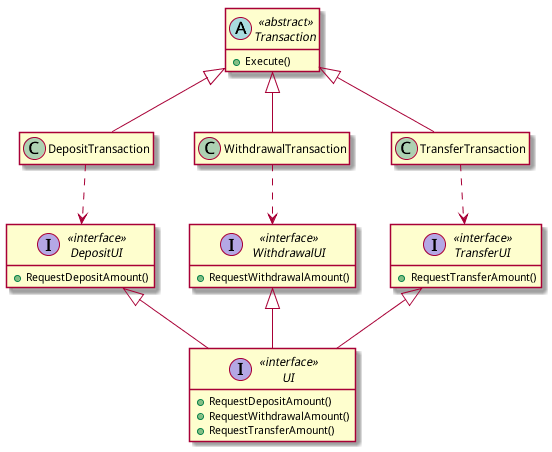 A
«abstract»
Transaction
Execute()
C DepositTransaction
C WithdrawalTransaction
C TransferTransaction
I
«interface»
DepositUI
RequestDepositAmount()
I
«interface»
WithdrawalUI
RequestWithdrawalAmount()
I
«interface»
TransferUI
RequestTransferAmount()
I
«interface»
UI
RequestDepositAmount()
RequestWithdrawalAmount()
RequestTransferAmount()